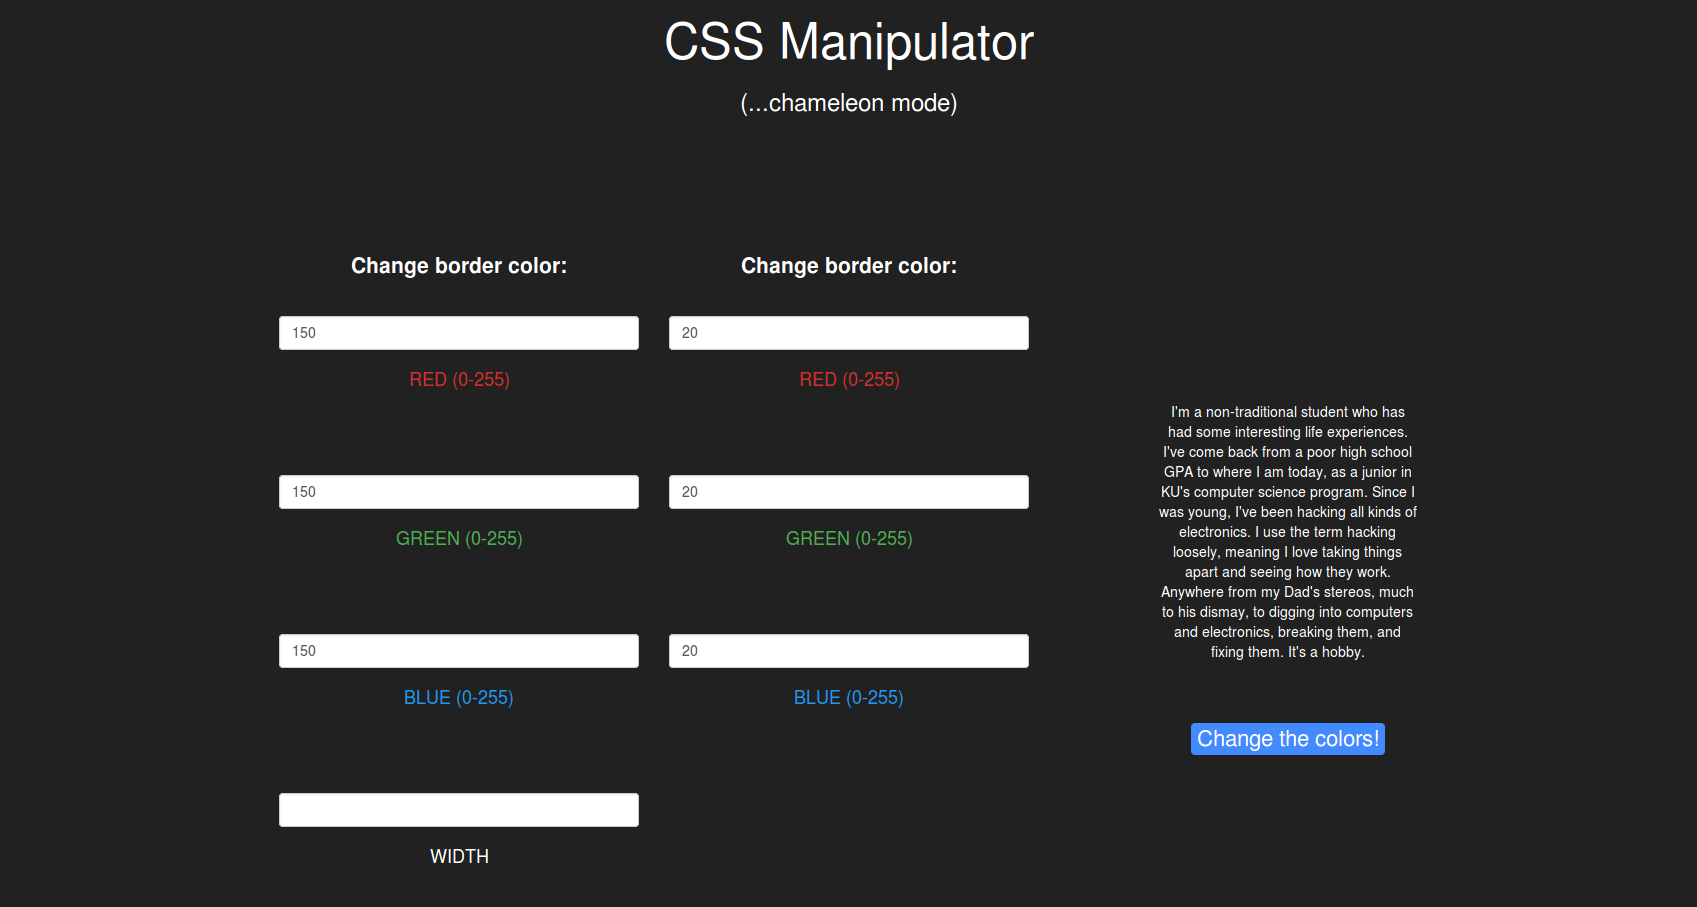 CSS Manipulator
(...chameleon mode)
Change border color:
150
RED (0-255)
150
GREEN (0-255)
150
BLUE (0-255)
WIDTH
Change border color:
20
RED (0-255)
20
GREEN (0-255)
20
BLUE (0-255)
I'm a non-traditional student who has
had some interesting life experiences.
I've come back from a poor high school
GPA to where I am today, as a junior in
KU's computer science program. Since I
was young, I've been hacking all kinds of
electronics. I use the term hacking
loosely, meaning I love taking things
apart and seeing how they work.
Anywhere from my Dad's stereos, much
to his dismay, to digging into computers
and electronics, breaking them, and
fixing them. It's a hobby.
Change the colors!